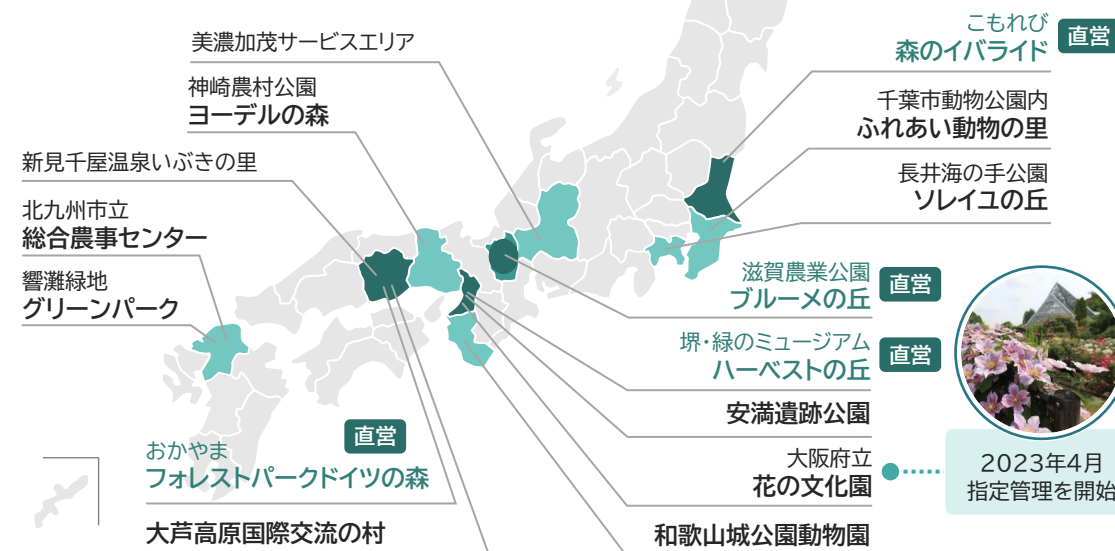 美濃加茂サービスエリア
神崎農村公園
ヨーデルの森
新見千屋温泉いぶきの里
北九州市立
総合農事センター
響灘緑地
グリーンパーク
こもれび
森のイバライド
直営
千葉市動物公園内
ふれあい動物の里
長井海の手公園
ソレイユの丘
滋賀農業公園
ブルーメの丘
直営
堺・緑のミュージアム
ハーベストの丘
直営
安満遺跡公園
大阪府立
花の文化園
2023年4月
指定管理を開始
和歌山城公園動物園
直営
おかやま
フォレストパークドイツの森
大芦高原国際交流の村